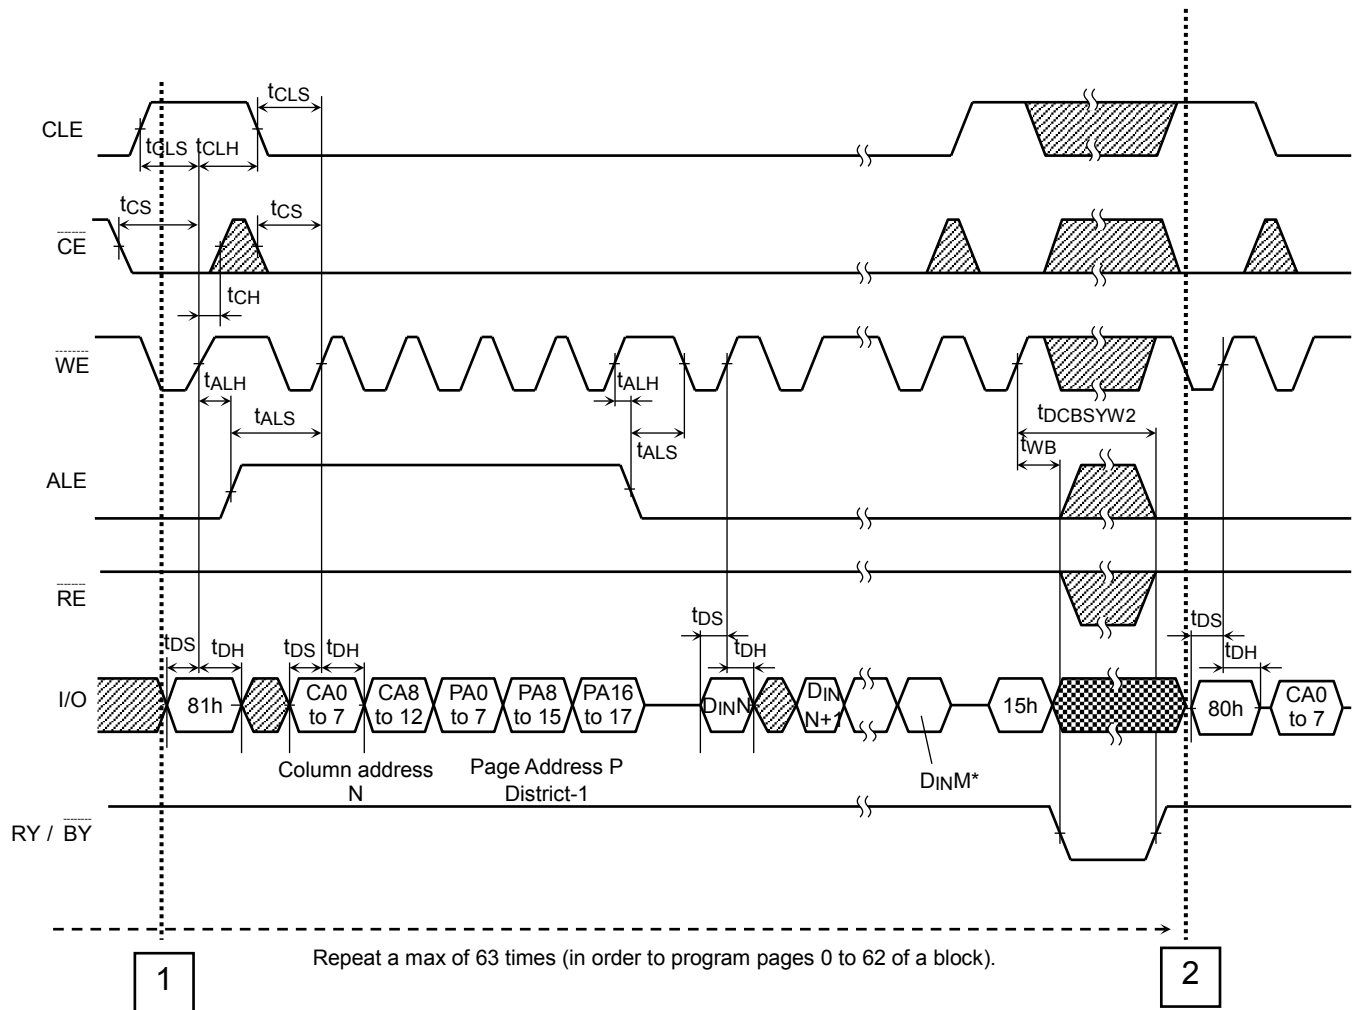 tCLS
CLE
tCLS tCLH
tCS
tCS
CE
tCH
WE
tALH
tALH
tALS
tALS
tDCBSYW2
tWB
ALE
RE
tDS
tDH
tDS
tDH
tDS
tDH
tDS
tDH
I/O
81h
CA0 to 7
CA8 to 12
PA0 to 7
PA8 to 15
PA16 to 17
DINN
DIN N+1
15h
80h
CA0 to 7
Column address
N
Page Address P
District-1
DINM*
RY / BY
Repeat a max of 63 times (in order to program pages 0 to 62 of a block).
1
2